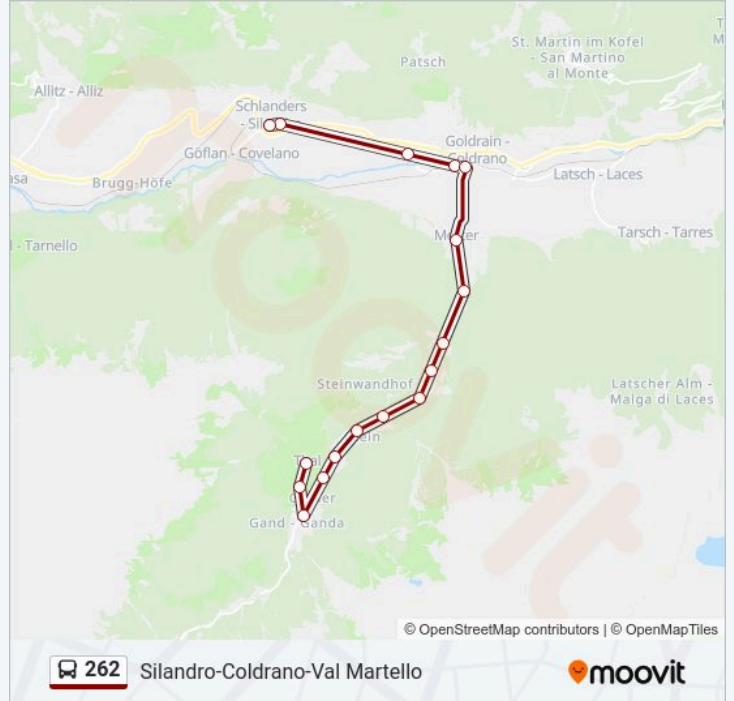 St. Martin im Kofel
- San Martino
al Monte
Patsch
Allitz - Alliz
Schlanders
Goldrain -
Coldrano
Göflan - Covelano
Latsch - Laces
Brugg-Höfe
Tarsch - Tarres
- Tarnello
Steinwandhof
Latscher Alm -
Malga di Laces
Gand - Ganda
© OpenStreetMap contributors | © OpenMapTiles
262 Silandro-Coldrano-Val Martello
moovit